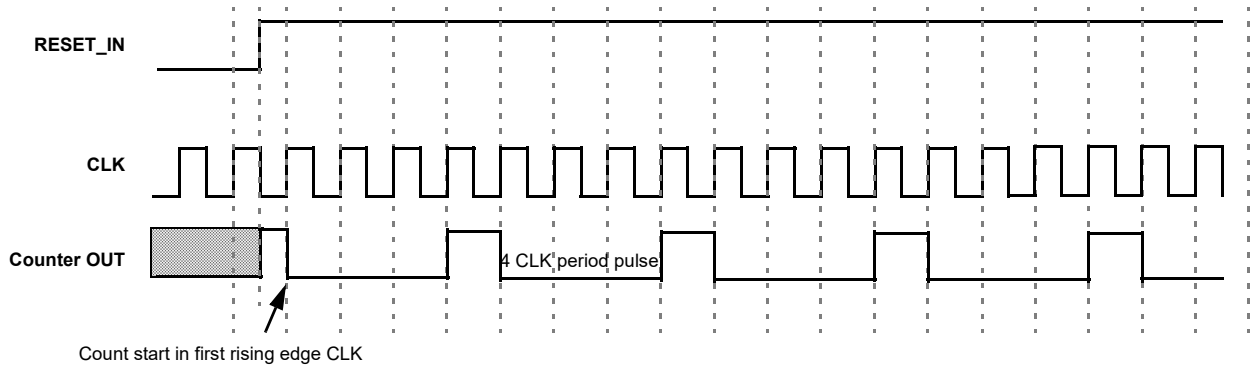 RESET_IN
CLK
Counter OUT
4 CLK period pulse
Count start in first rising edge CLK